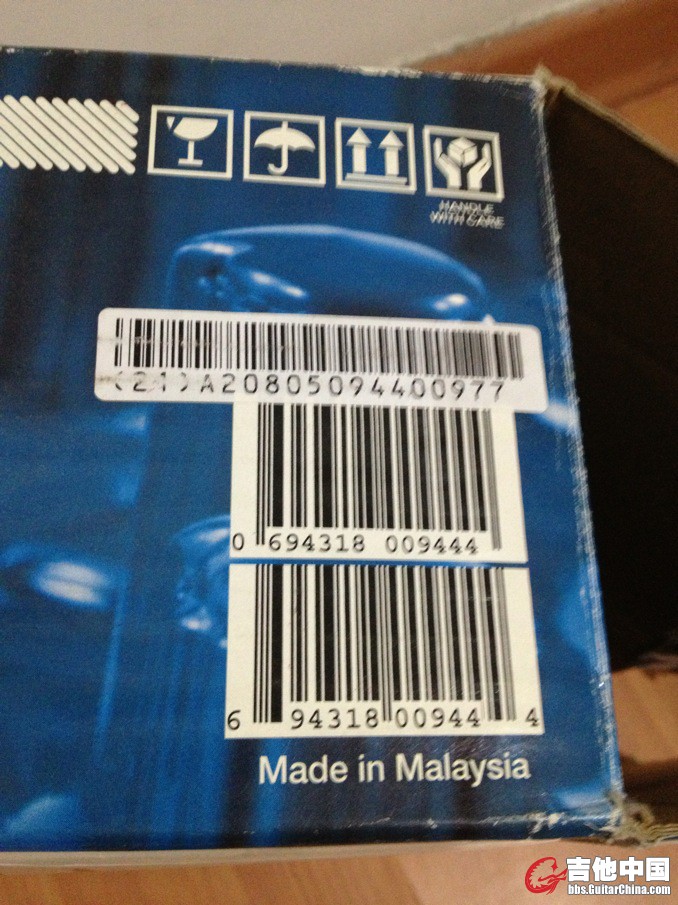 HANDLE
WITH CARE
(21)A20805094400977
0 694318 009444
6 94318 00944 4
Made in Malaysia
吉他中国
bbs.GuitarChina.com